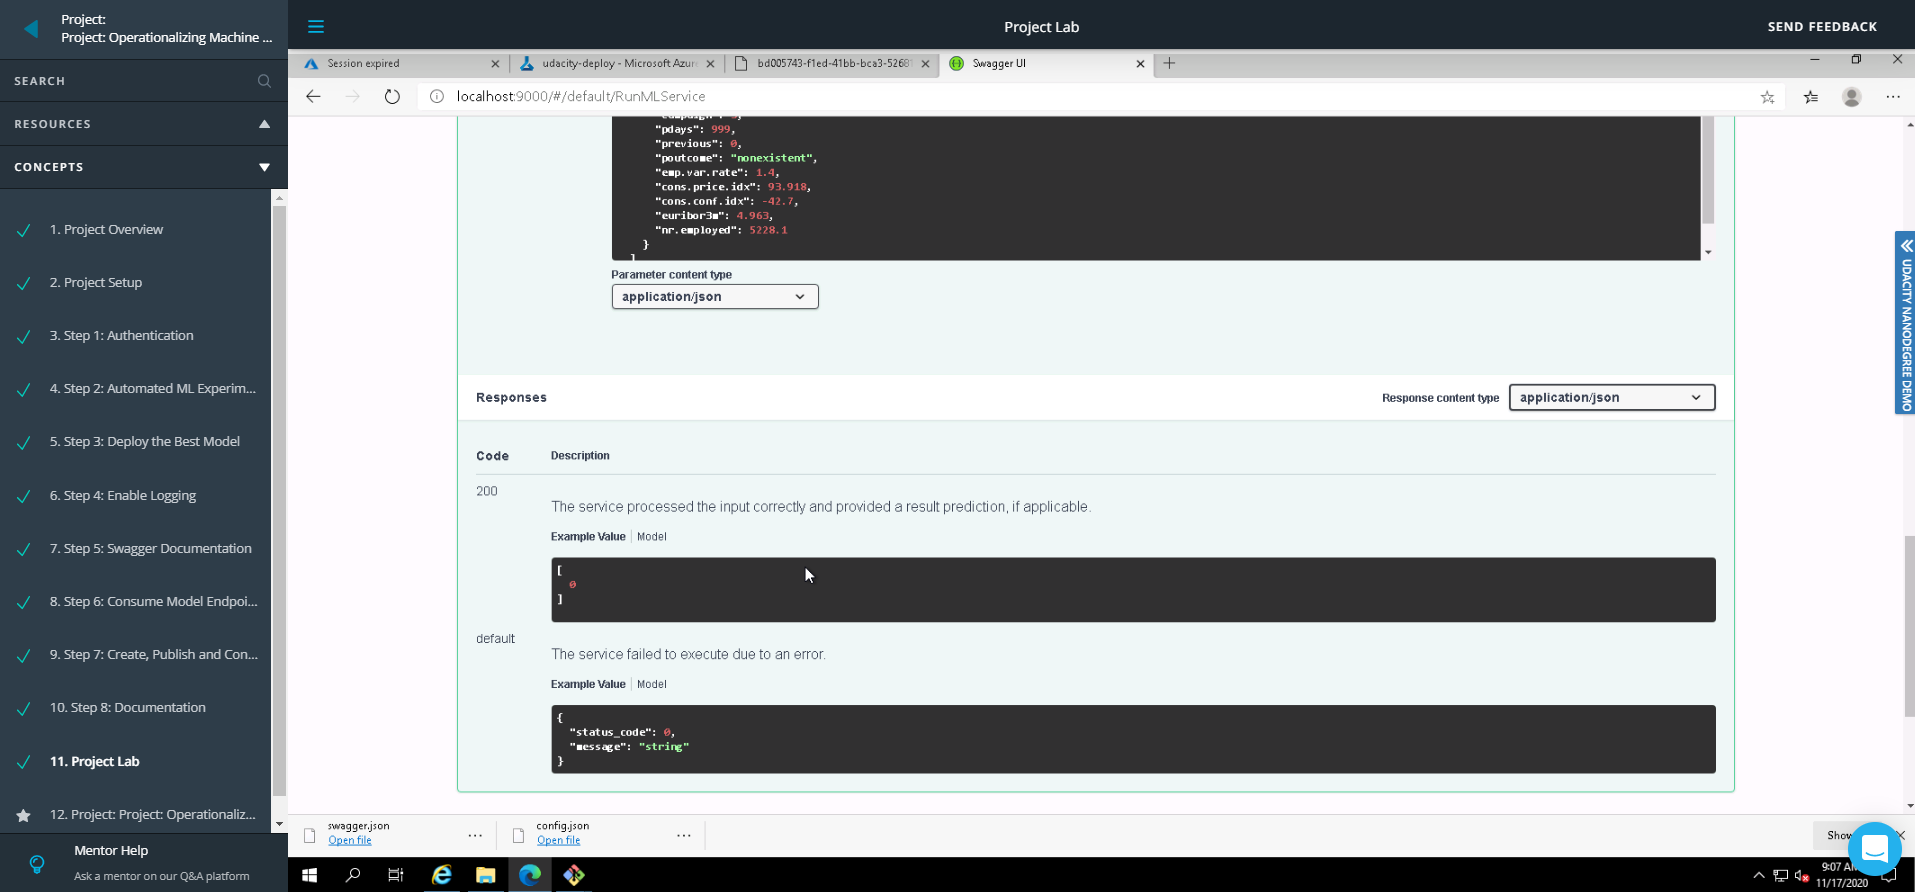 Project:
Project: Operationalizing Machine ...
Project Lab
SEND FEEDBACK
SEARCH
RESOURCES
CONCEPTS
1. Project Overview
2. Project Setup
3. Step 1: Authentication
4. Step 2: Automated ML Experim...
5. Step 3: Deploy the Best Model
6. Step 4: Enable Logging
7. Step 5: Swagger Documentation
8. Step 6: Consume Model Endpoi...
9. Step 7: Create, Publish and Con...
10. Step 8: Documentation
11. Project Lab
12. Project: Project: Operationaliz...
Mentor Help
Ask a mentor on our Q&A platform
Session expired
udacity-deploy - Microsoft Azur
bd005743-f1ed-41bb-bca3-52681
Swagger UI
localhost:9000/#/default/RunMLService
"pdays": 999,
"previous": 0,
"poutcome": "nonexistent",
"emp.var.rate": 1.4,
"cons.price.idx": 93.918,
"cons.conf.idx": -42.7,
"euribor3m": 4.963,
"nr.employed": 5228.1
}
]
Parameter content type
application/json
Responses
Response content type
application/json
Code
Description
200
The service processed the input correctly and provided a result prediction, if applicable.
Example Value
Model
[
0
]
default
The service failed to execute due to an error.
Example Value
Model
{
"status_code": 0,
"message": "string"
}
UDACITY NANODEGREE DEMO
swagger.json
Open file
config.json
Open file
9:07
11/17/2020